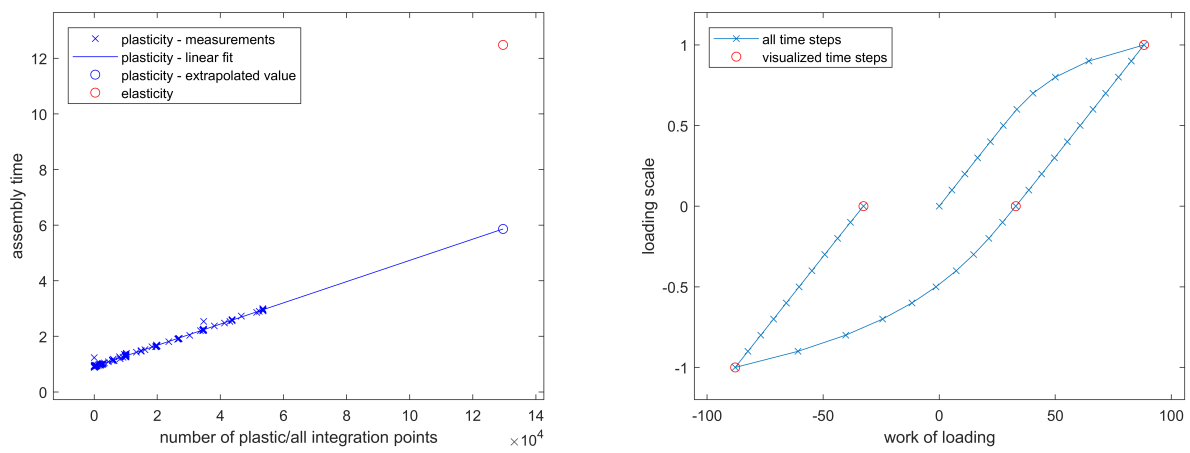 plasticity - measurements
plasticity - linear fit
plasticity - extrapolated value
elasticity
12
10
8
6
4
2
0
assembly time
0 2 4 6 8 10 12 14
×10⁴
number of plastic/all integration points
all time steps
visualized time steps
1
0.5
0
-0.5
-1
loading scale
-100 -50 0 50 100
work of loading